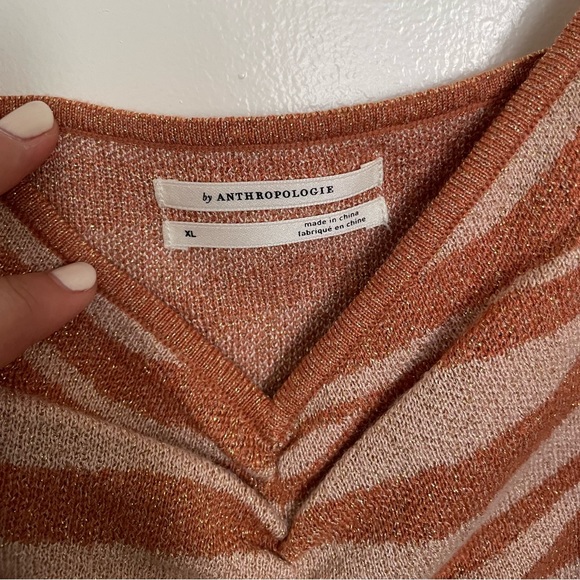 by ANTHROPOLOGIE
XL
made in china
fabriqué en chine